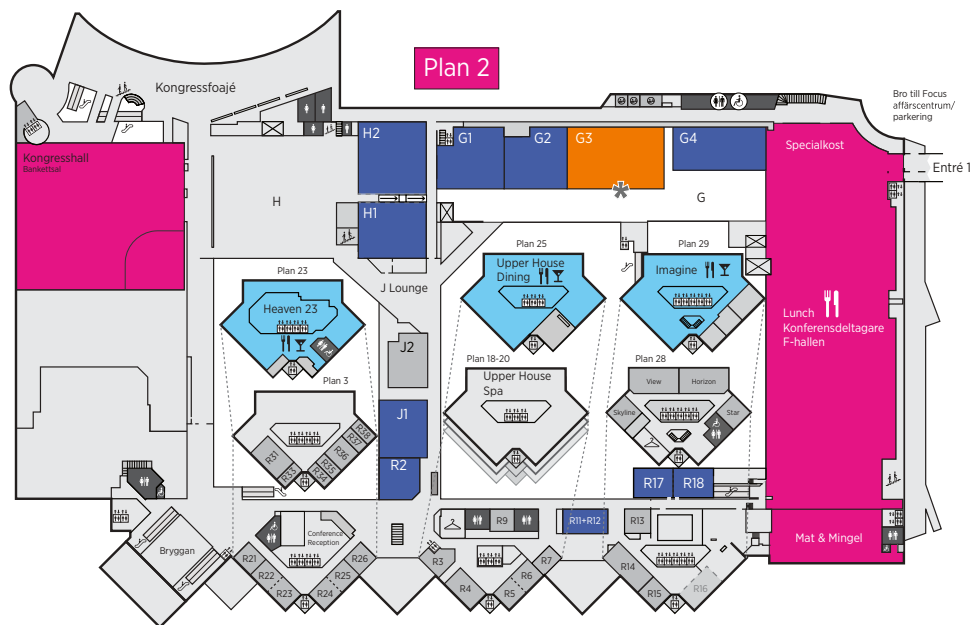 Plan 2
Kongressfoajé
Bro till Focus
affärscentrum/
parkering
Entré 1
Kongresshall
Bankettsal
H
H2
H1
G1
G2
G3
G4
*
G
Specialkost
Plan 23
Heaven 23
J Lounge
J2
Plan 25
Upper House
Dining
Plan 29
Imagine
Lunch
Konferensdeltagare
F-hallen
Plan 3
R31
R33
R34
R35
R36
R37
R38
J1
R2
Plan 18-20
Upper House
Spa
Plan 28
View
Horizon
Skyline
Star
R17
R18
Mat & Mingel
Bryggan
Conference
Reception
R21
R22
R23
R24
R25
R26
R3
R4
R5
R6
R7
R9
R11+R12
R13
R14
R15
R16